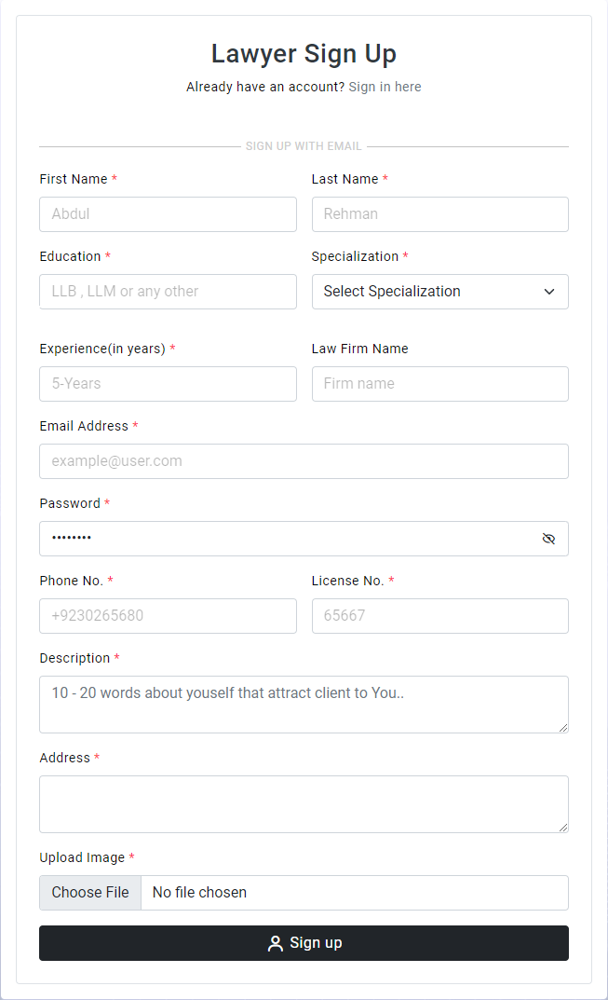 Lawyer Sign Up
Already have an account? Sign in here
SIGN UP WITH EMAIL
First Name * Last Name *
Abdul Rehman
Education * Specialization *
LLB , LLM or any other Select Specialization
Experience(in years) * Law Firm Name
5-Years Firm name
Email Address *
example@user.com
Password *
••••••••
Phone No. * License No. *
+9230265680 65667
Description *
10 - 20 words about youself that attract client to You..
Address *
Upload Image *
Choose File No file chosen
Sign up